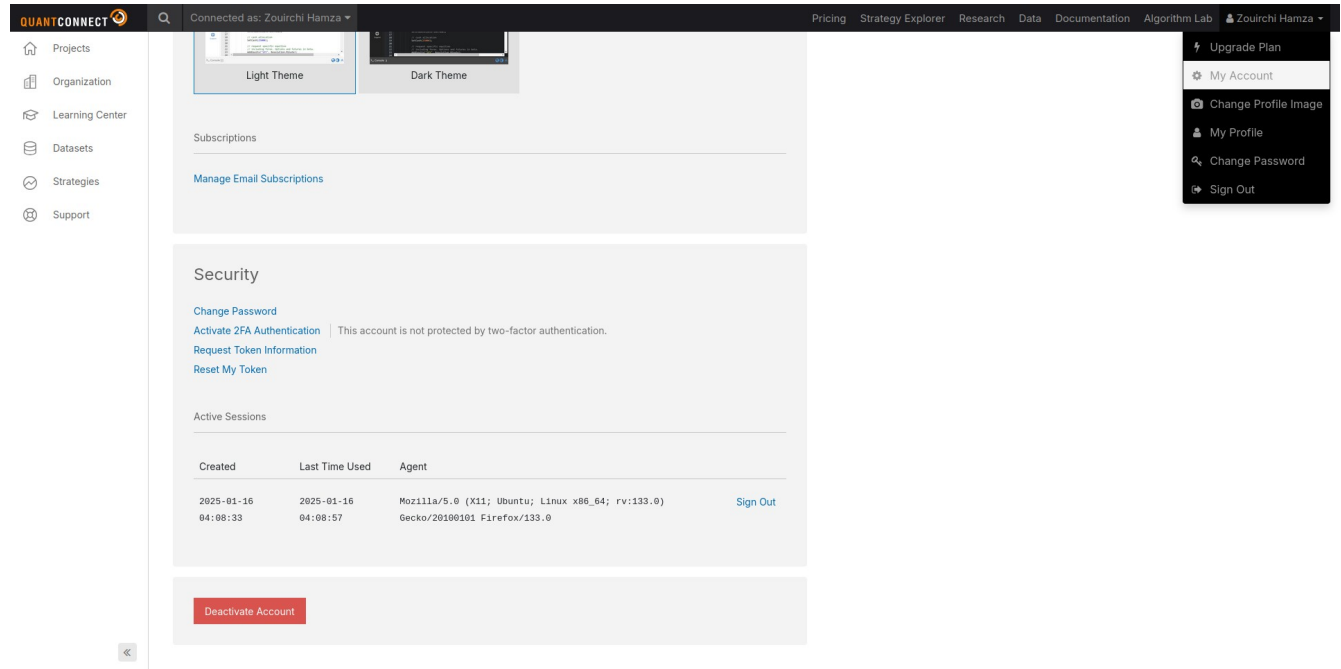 QUANTCONNECT
Connected as: Zouirchi Hamza
Pricing Strategy Explorer Research Data Documentation Algorithm Lab Zouirchi Hamza
Projects
Organization
Learning Center
Datasets
Strategies
Support
Upgrade Plan
My Account
Change Profile Image
My Profile
Change Password
Sign Out
Light Theme
Dark Theme
Subscriptions
Manage Email Subscriptions
Security
Change Password
Activate 2FA Authentication This account is not protected by two-factor authentication.
Request Token Information
Reset My Token
Active Sessions
Created Last Time Used Agent
2025-01-16 2025-01-16 Mozilla/5.0 (X11; Ubuntu; Linux x86_64; rv:133.0) Sign Out
04:08:33 04:08:57 Gecko/20100101 Firefox/133.0
Deactivate Account